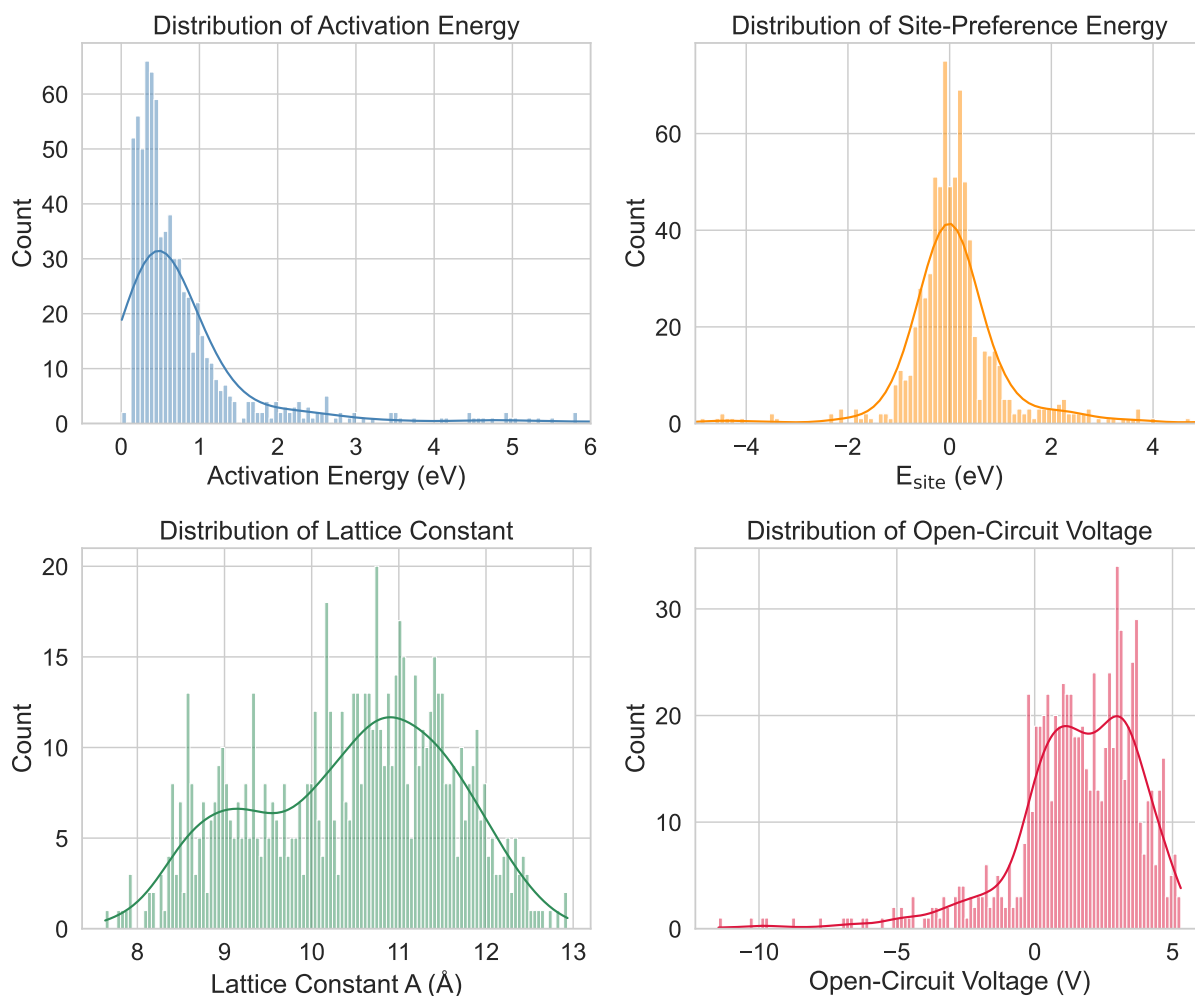 Distribution of Activation Energy
Count
60
50
40
30
20
10
0
0 1 2 3 4 5 6
Activation Energy (eV)
Distribution of Site-Preference Energy
Count
60
40
20
0
−4 −2 0 2 4
E_site (eV)
Distribution of Lattice Constant
Count
20
15
10
5
0
8 9 10 11 12 13
Lattice Constant A (Å)
Distribution of Open-Circuit Voltage
Count
30
20
10
0
−10 −5 0 5
Open-Circuit Voltage (V)